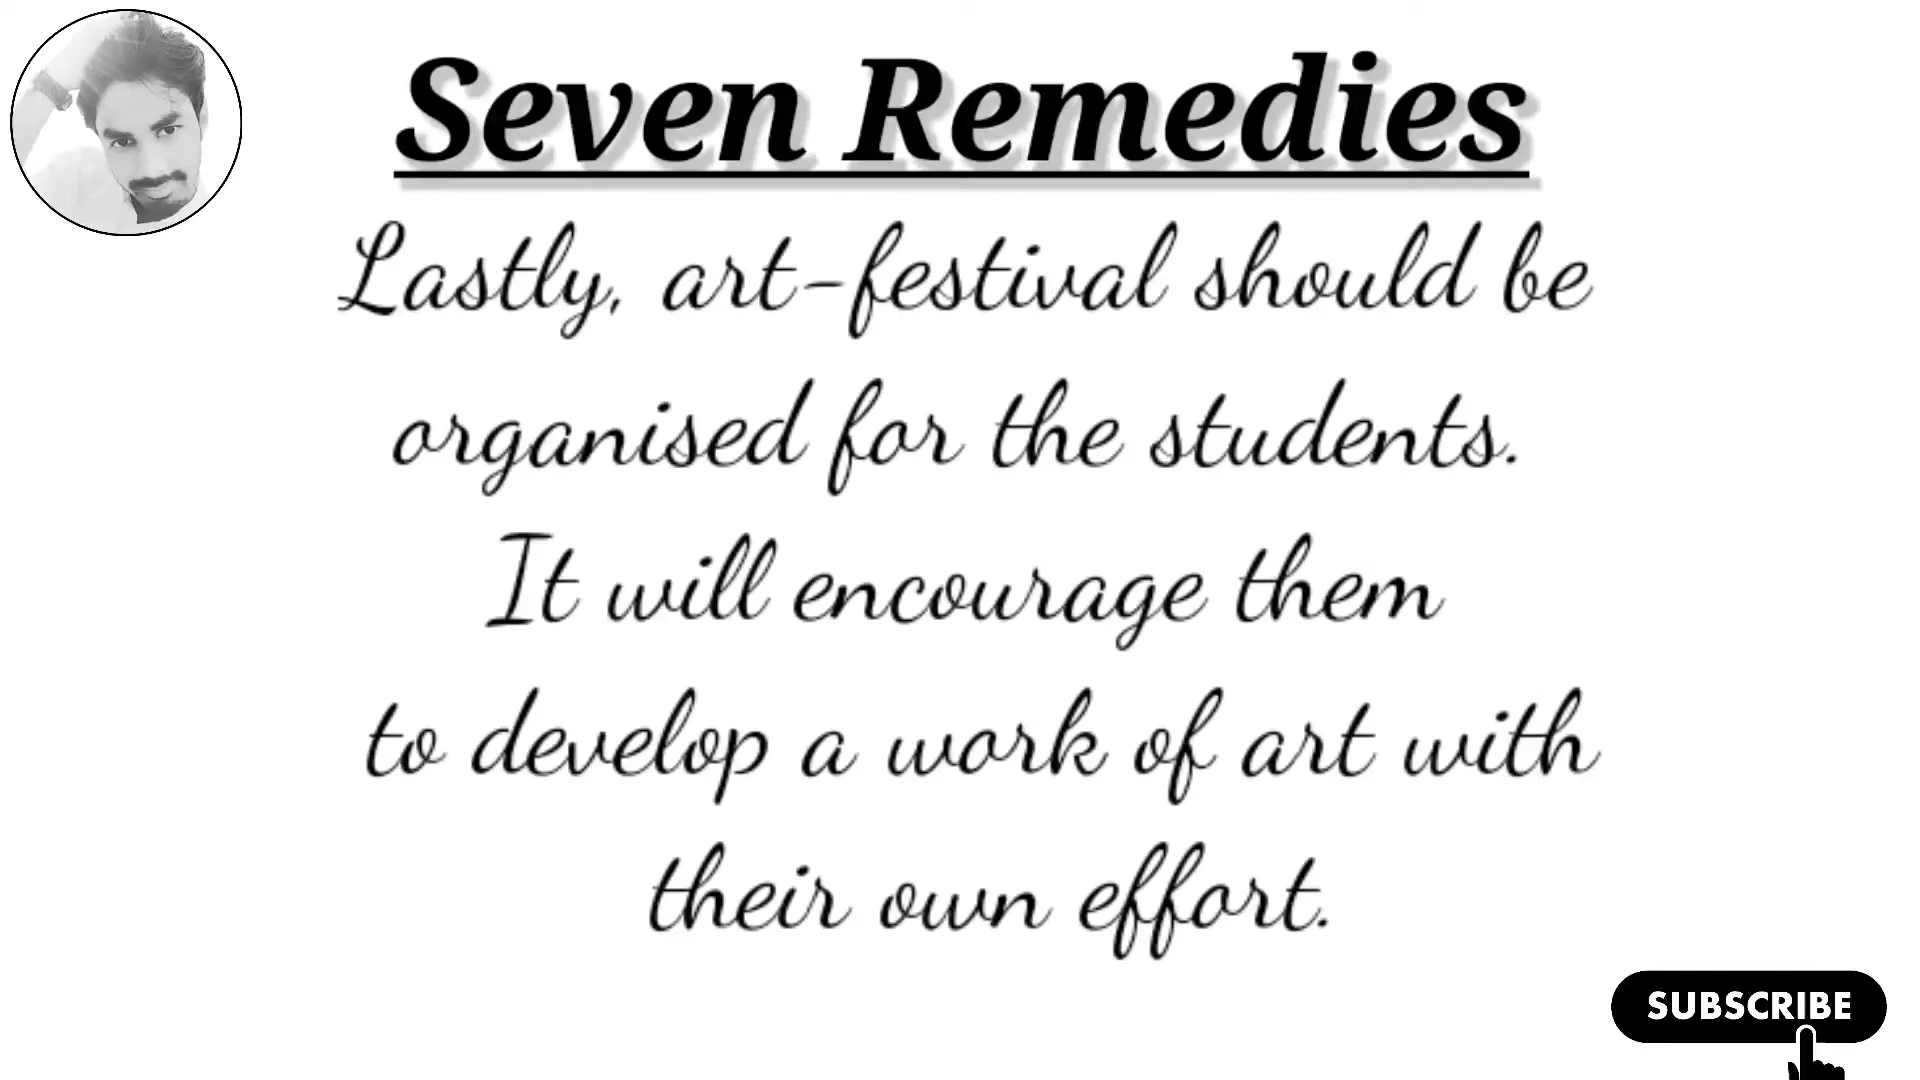 Seven Remedies
Lastly, art-festival should be
organised for the students.
It will encourage them
to develop a work of art with
their own effort.
SUBSCRIBE